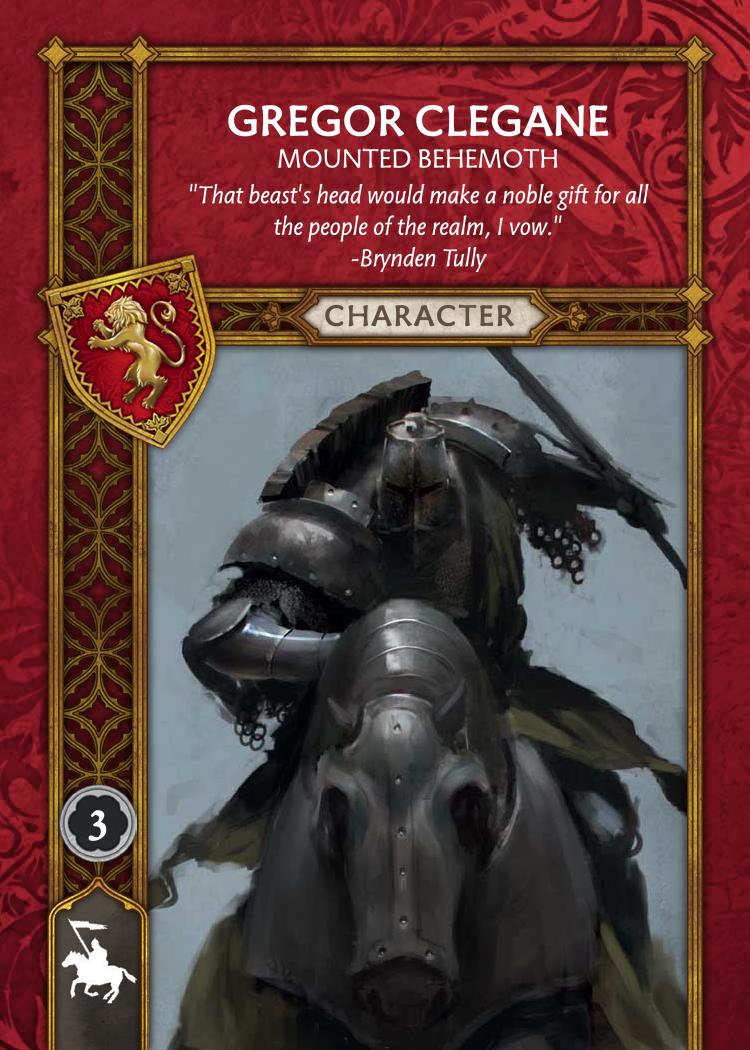 GREGOR CLEGANE
MOUNTED BEHEMOTH
"That beast's head would make a noble gift for all
the people of the realm, I vow."
-Brynden Tully
CHARACTER
3